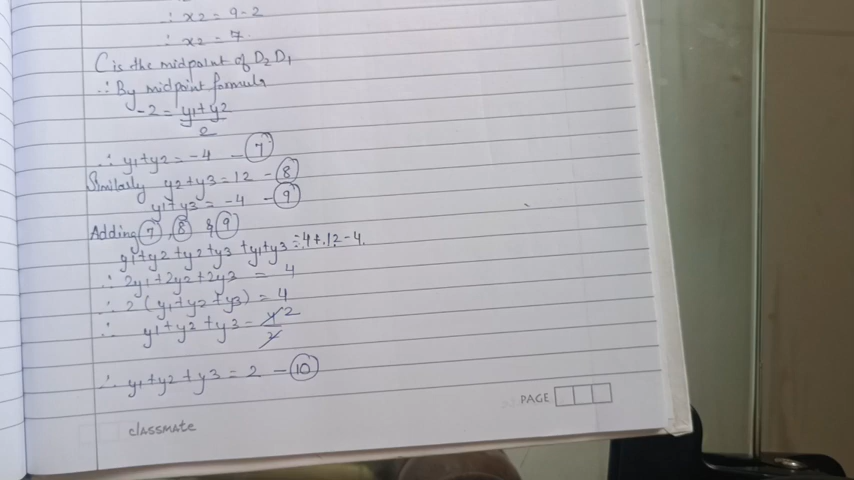 ∴ x2 = 9-2
∴ x2 = 7.
C is the midpoint of D2D1
∴ By midpoint formula
-2 = y1+y2
2
∴ y1+y2 = -4 - 7
Similarly y2+y3 = 12 - 8
y1+y3 = -4 - 9
Adding 7, 8 & 9
y1+y2+y2+y3+y1+y3 = -4+12-4.
∴ 2y1+2y2+2y3 = 4
∴ 2(y1+y2+y3) = 4
∴ y1+y2+y3 = 4 2
2
∴ y1+y2+y3 = 2 - 10
PAGE
classmate